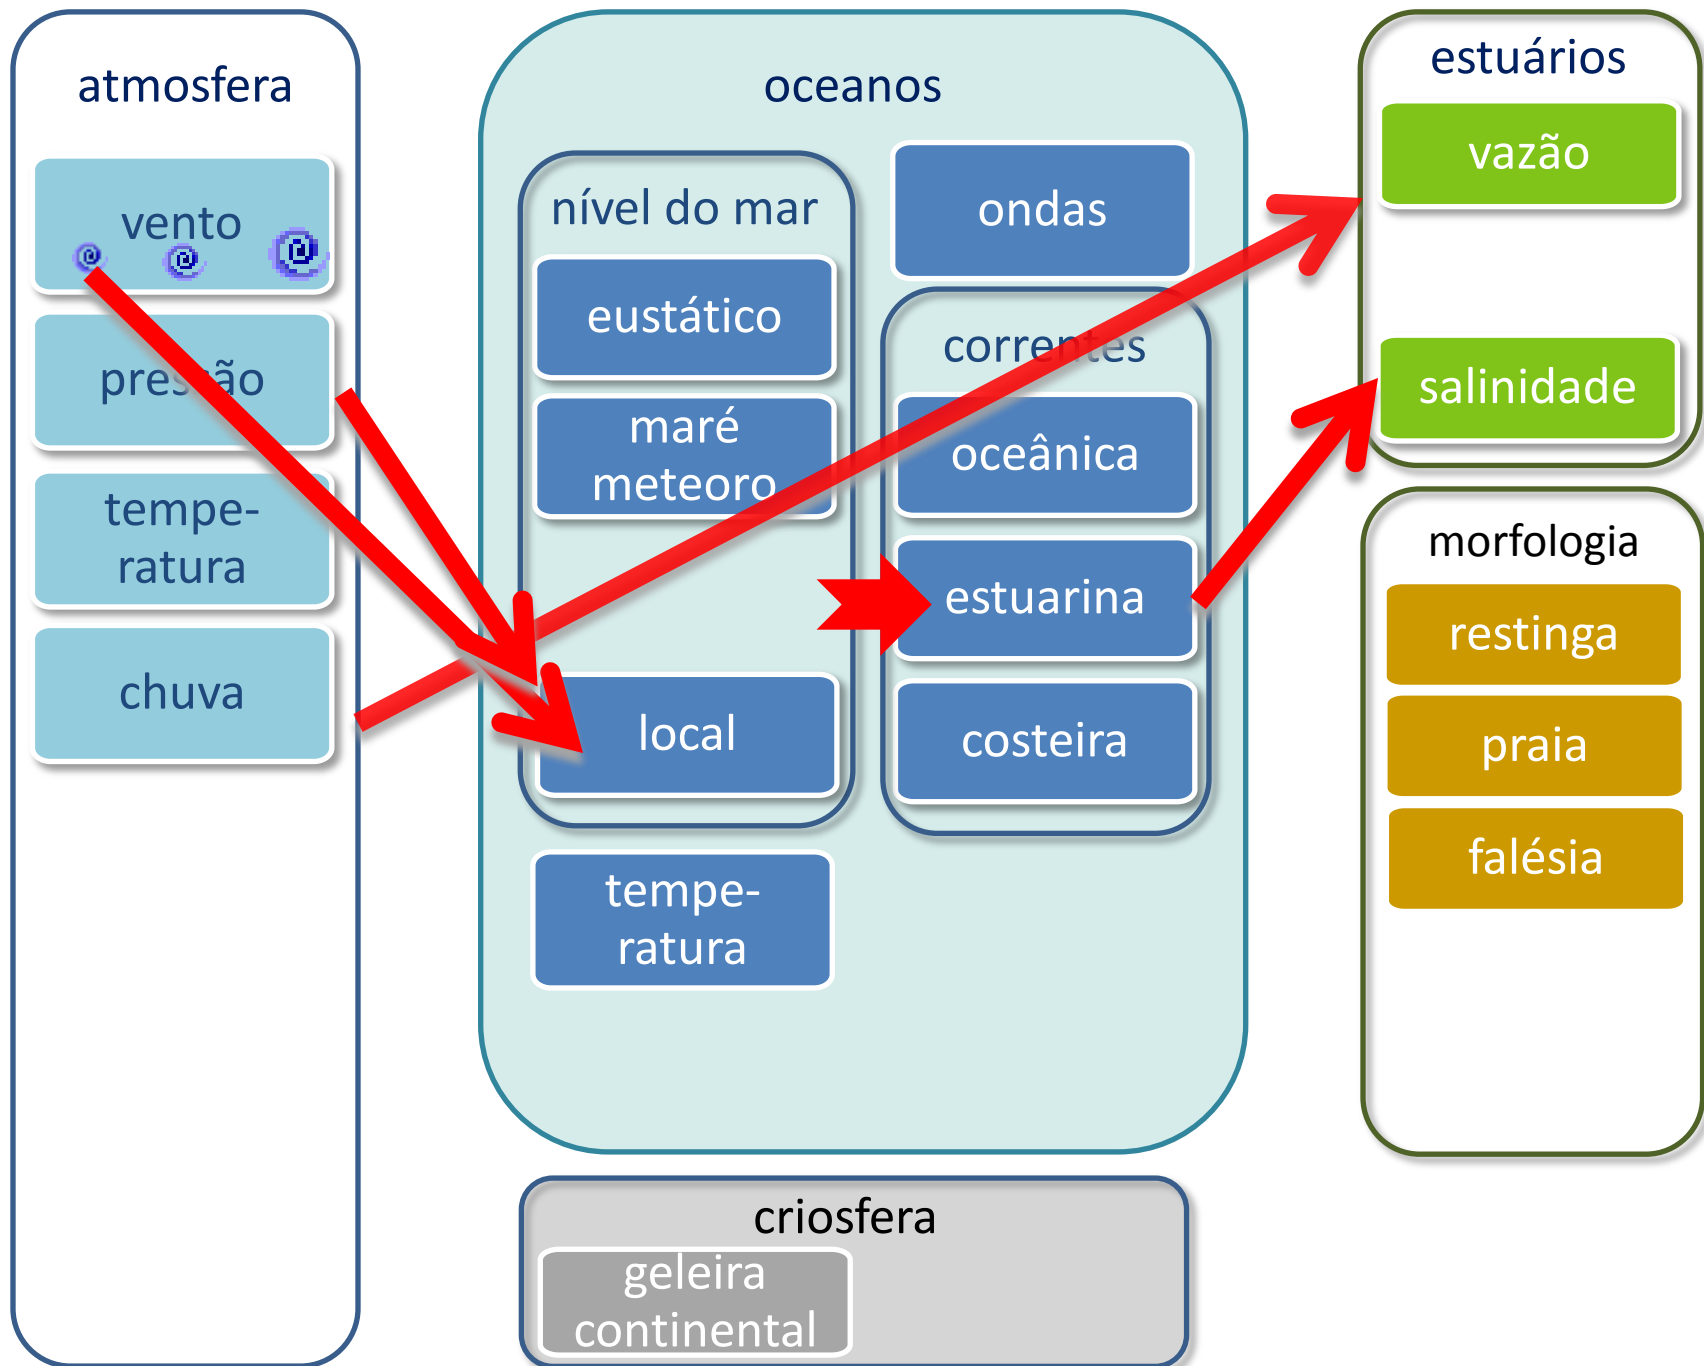 atmosfera
vento
pressão
tempe-
ratura
chuva
oceanos
nível do mar
eustático
maré
meteoro
local
tempe-
ratura
ondas
correntes
oceânica
estuarina
costeira
criosfera
geleira
continental
estuários
vazão
salinidade
morfologia
restinga
praia
falésia